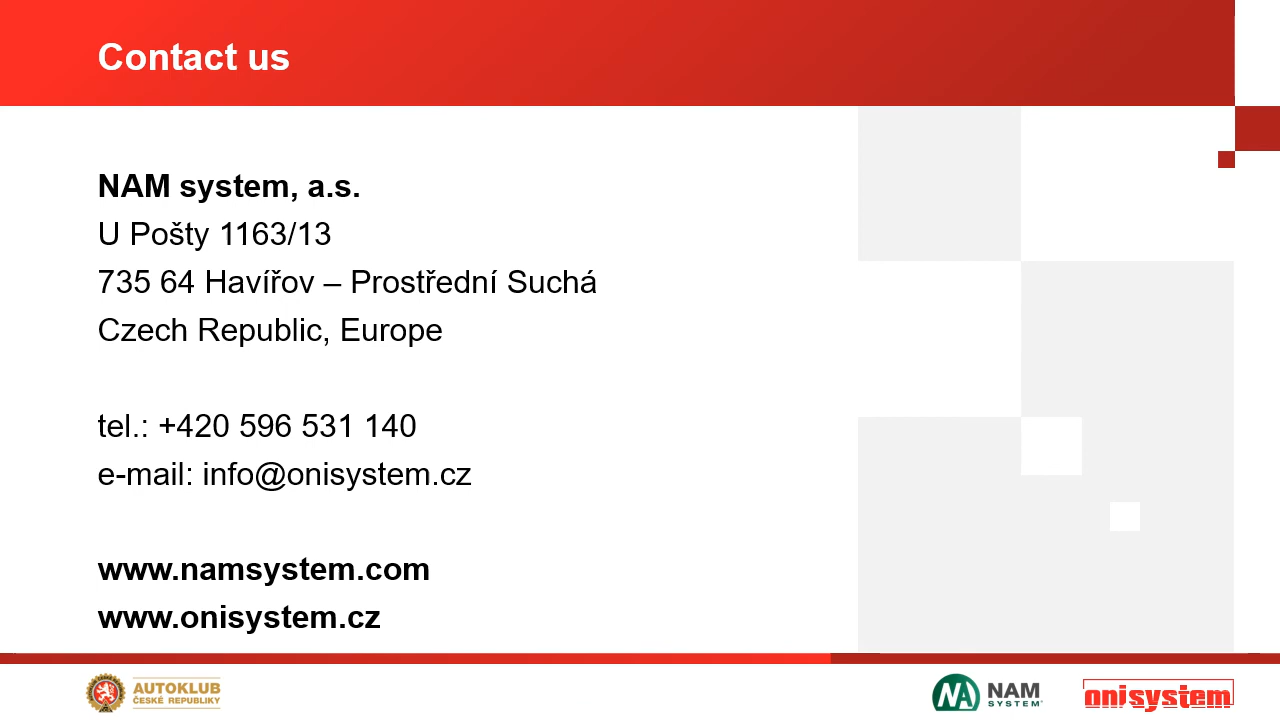 Contact us
NAM system, a.s.
U Pošty 1163/13
735 64 Havířov – Prostřední Suchá
Czech Republic, Europe
tel.: +420 596 531 140
e-mail: info@onisystem.cz
www.namsystem.com
www.onisystem.cz
AUTOKLUB
ČESKÉ REPUBLIKY
NAM
SYSTEM
onisystem